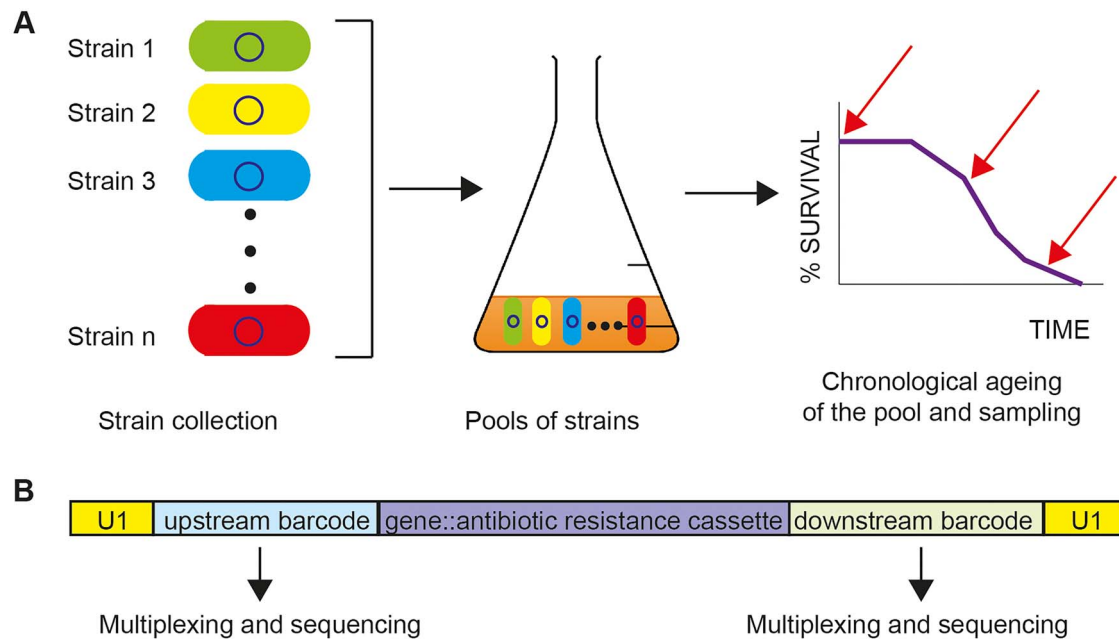 A
Strain 1
Strain 2
Strain 3
Strain n
Strain collection
Pools of strains
% SURVIVAL
TIME
Chronological ageing
of the pool and sampling
B
U1 upstream barcode gene::antibiotic resistance cassette downstream barcode U1
Multiplexing and sequencing Multiplexing and sequencing